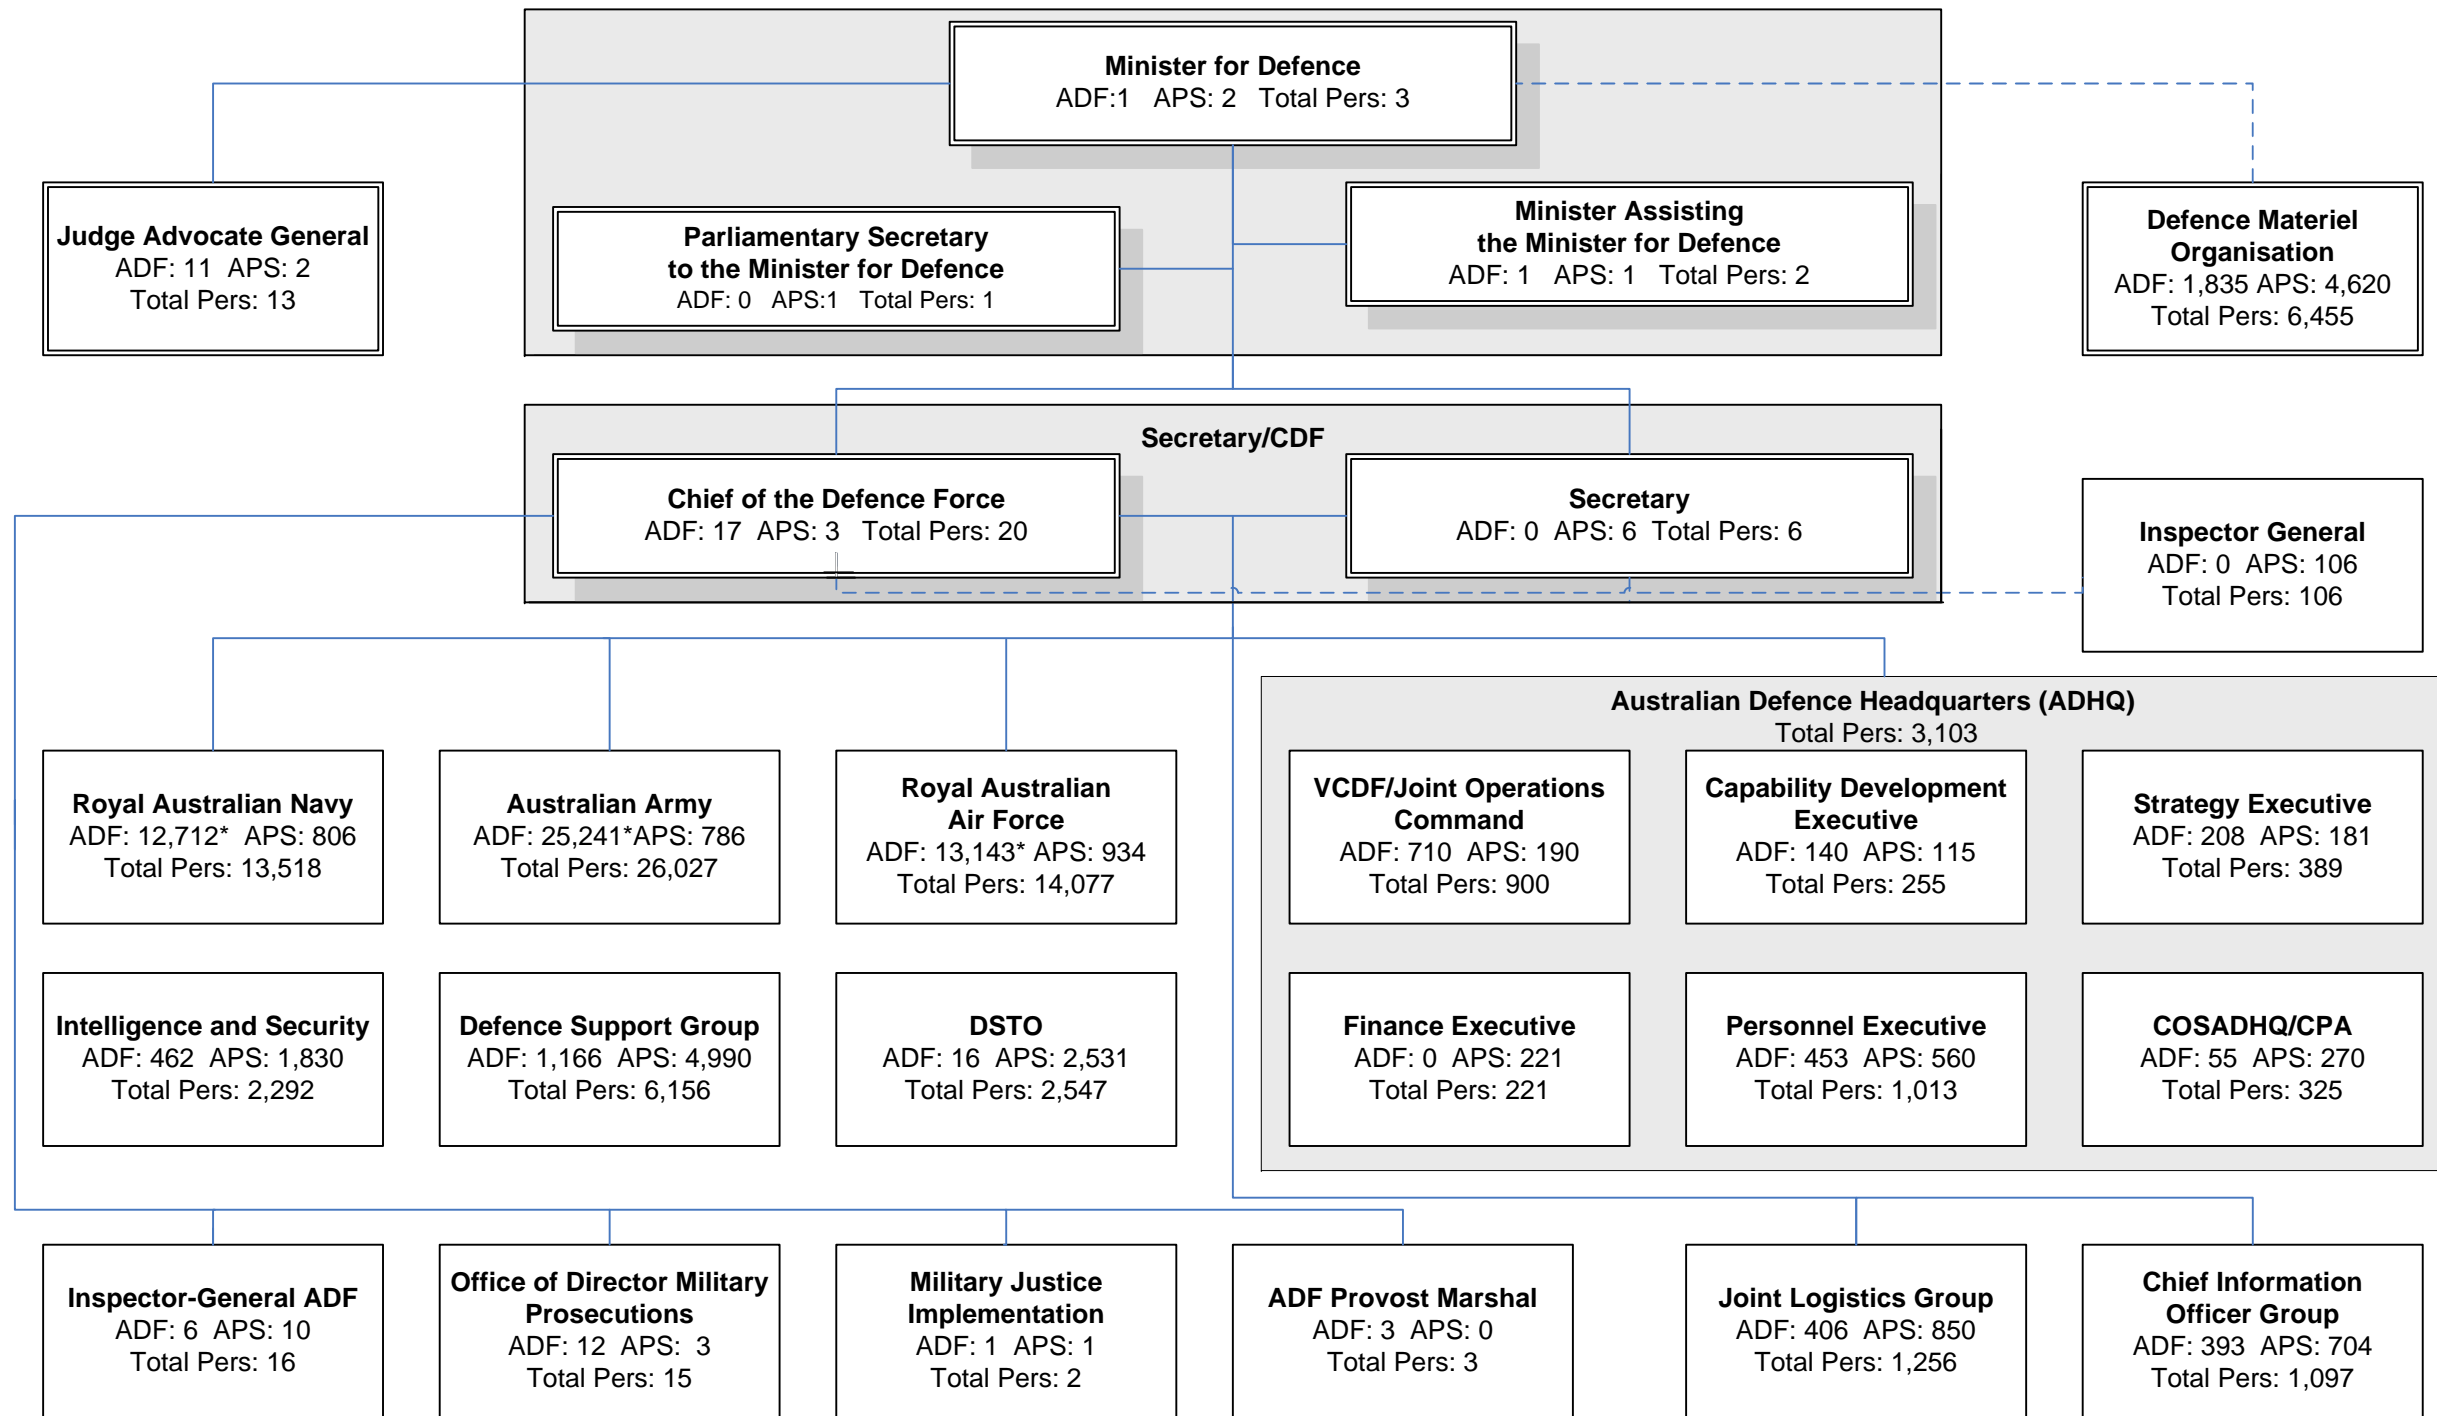 Minister for Defence
ADF:1 APS: 2 Total Pers: 3
Judge Advocate General
ADF: 11 APS: 2
Total Pers: 13
Parliamentary Secretary
to the Minister for Defence
ADF: 0 APS:1 Total Pers: 1
Minister Assisting
the Minister for Defence
ADF: 1 APS: 1 Total Pers: 2
Defence Materiel
Organisation
ADF: 1,835 APS: 4,620
Total Pers: 6,455
Secretary/CDF
Chief of the Defence Force
ADF: 17 APS: 3 Total Pers: 20
Secretary
ADF: 0 APS: 6 Total Pers: 6
Inspector General
ADF: 0 APS: 106
Total Pers: 106
Australian Defence Headquarters (ADHQ)
Total Pers: 3,103
Royal Australian Navy
ADF: 12,712* APS: 806
Total Pers: 13,518
Australian Army
ADF: 25,241*APS: 786
Total Pers: 26,027
Royal Australian
Air Force
ADF: 13,143* APS: 934
Total Pers: 14,077
VCDF/Joint Operations
Command
ADF: 710 APS: 190
Total Pers: 900
Capability Development
Executive
ADF: 140 APS: 115
Total Pers: 255
Strategy Executive
ADF: 208 APS: 181
Total Pers: 389
Intelligence and Security
ADF: 462 APS: 1,830
Total Pers: 2,292
Defence Support Group
ADF: 1,166 APS: 4,990
Total Pers: 6,156
DSTO
ADF: 16 APS: 2,531
Total Pers: 2,547
Finance Executive
ADF: 0 APS: 221
Total Pers: 221
Personnel Executive
ADF: 453 APS: 560
Total Pers: 1,013
COSADHQ/CPA
ADF: 55 APS: 270
Total Pers: 325
Inspector-General ADF
ADF: 6 APS: 10
Total Pers: 16
Office of Director Military
Prosecutions
ADF: 12 APS: 3
Total Pers: 15
Military Justice
Implementation
ADF: 1 APS: 1
Total Pers: 2
ADF Provost Marshal
ADF: 3 APS: 0
Total Pers: 3
Joint Logistics Group
ADF: 406 APS: 850
Total Pers: 1,256
Chief Information
Officer Group
ADF: 393 APS: 704
Total Pers: 1,097